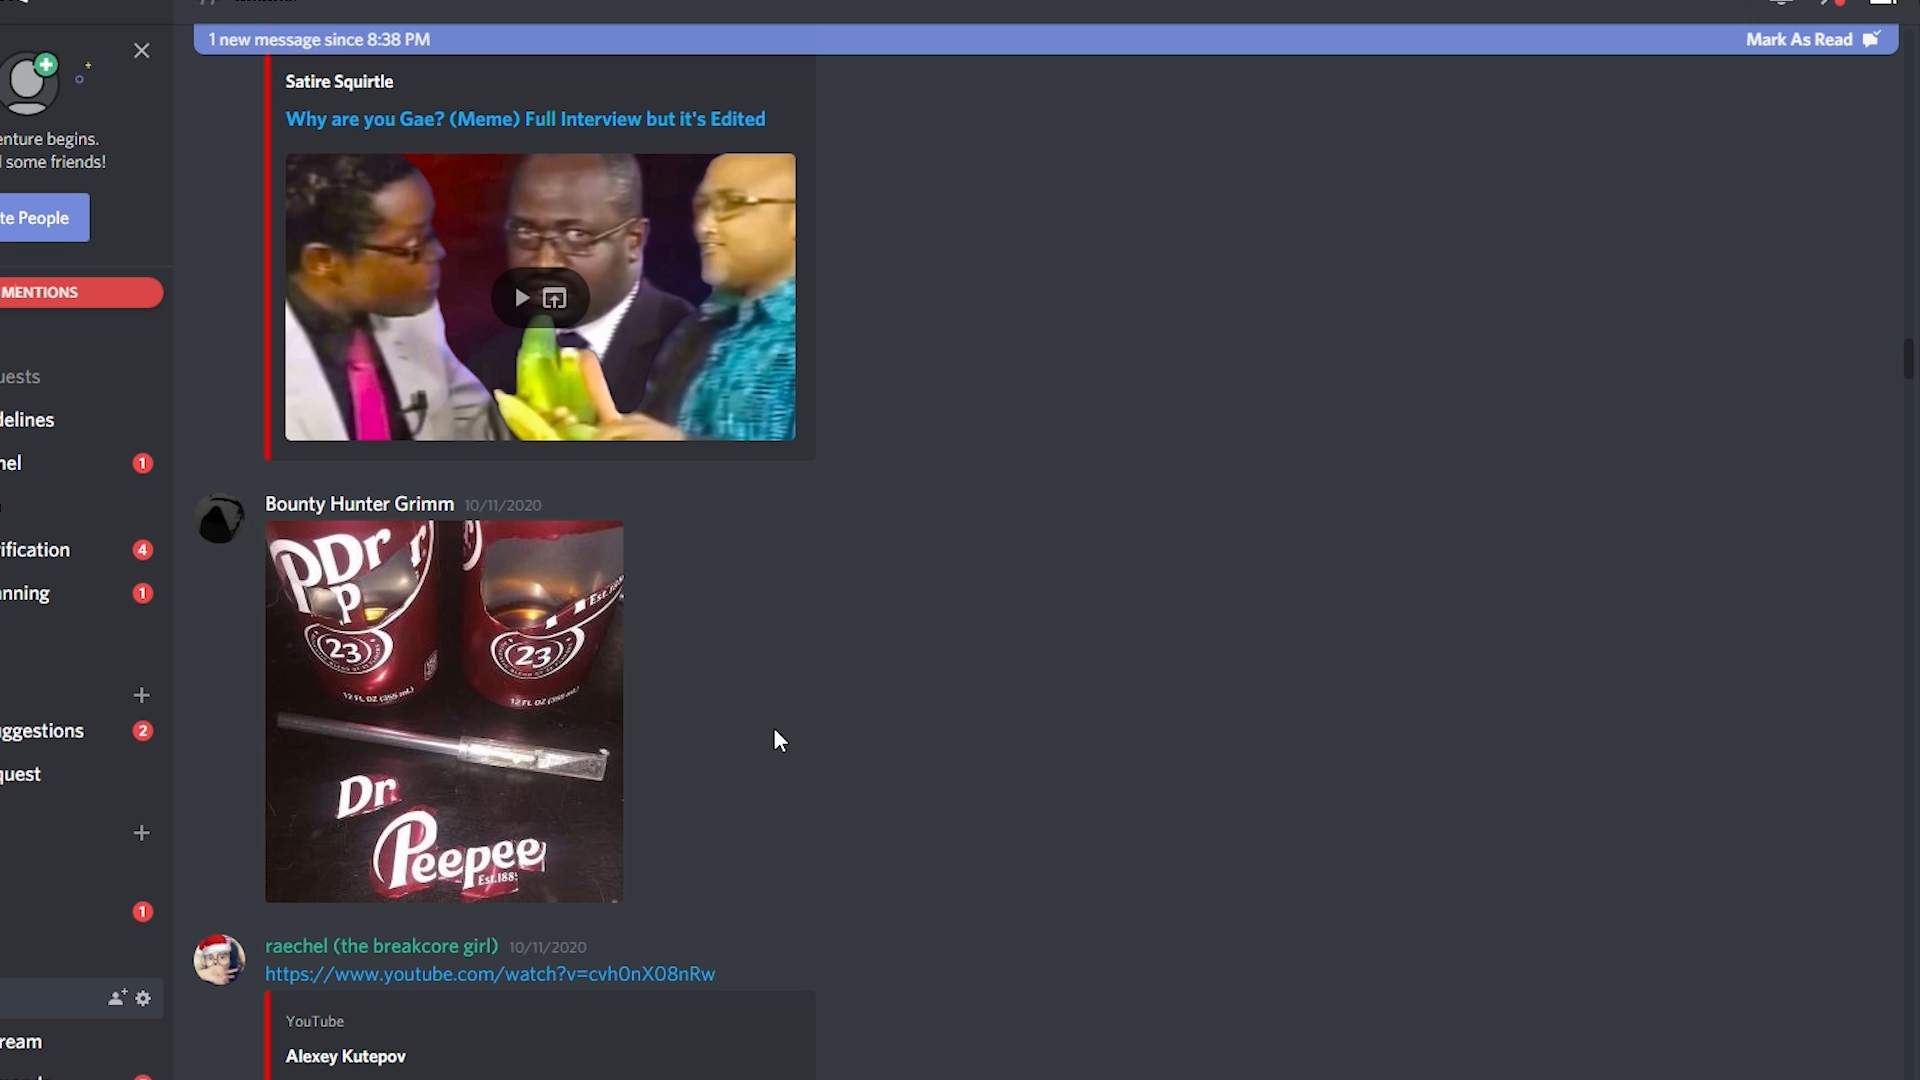 1 new message since 8:38 PM
Mark As Read
enture begins.
some friends!
te People
MENTIONS
uests
delines
nel
1
ification
4
nning
1
ggestions
2
quest
1
ream
Satire Squirtle
Why are you Gae? (Meme) Full Interview but it's Edited
Bounty Hunter Grimm 10/11/2020
PDr
P
23
23
12 FL OZ (355 mL)
12 FL OZ (355 mL)
Dr
Peepee
Est.188
raechel (the breakcore girl) 10/11/2020
https://www.youtube.com/watch?v=cvh0nX08nRw
YouTube
Alexey Kutepov